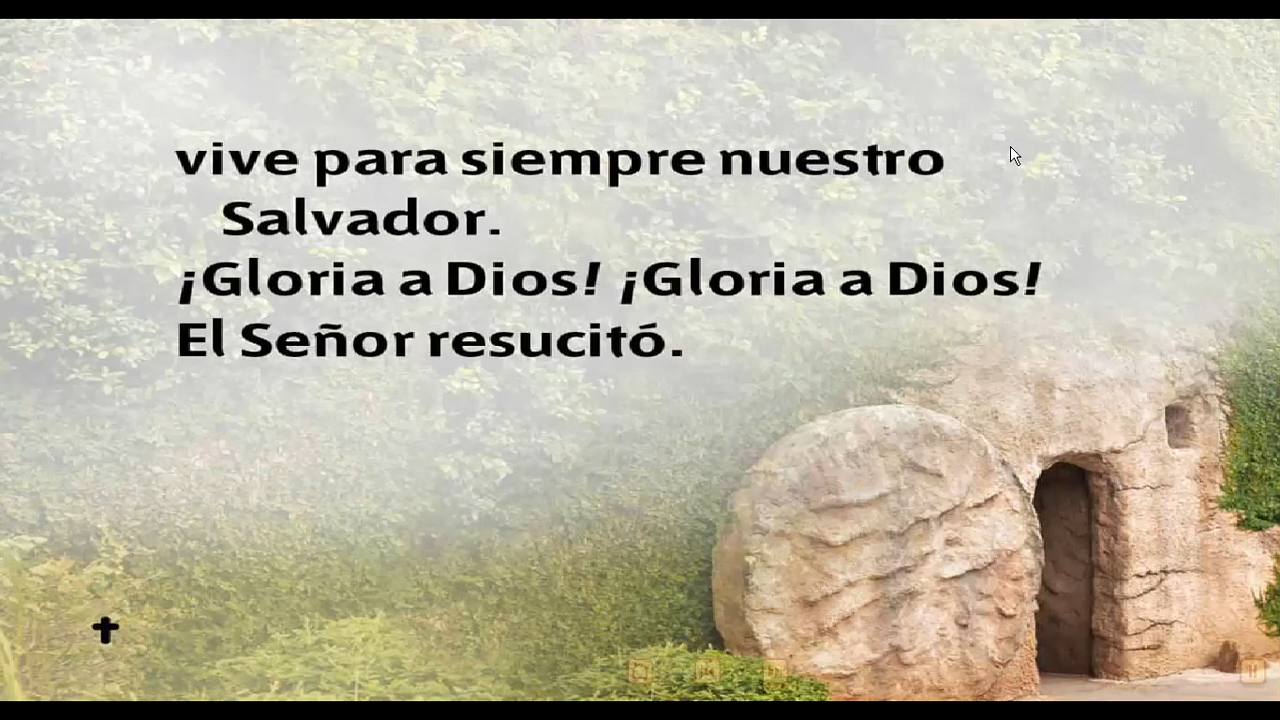 vive para siempre nuestro
Salvador.
¡Gloria a Dios! ¡Gloria a Dios!
El Señor resucitó.